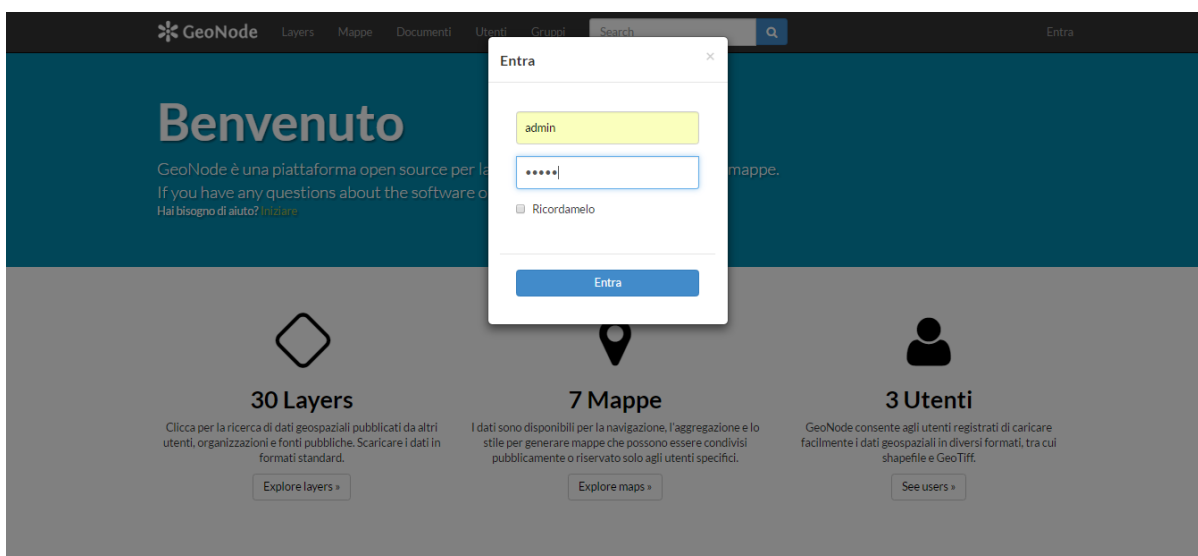 GeoNode Layers Mappe Documenti Utenti Gruppi Search Entra
Entra ×
Benvenuto
admin
GeoNode è una piattaforma open source per la mappe.
•••••
If you have any questions about the software o
Hai bisogno di aiuto? Iniziare
Ricordamelo
Entra
30 Layers
Clicca per la ricerca di dati geospaziali pubblicati da altri
utenti, organizzazioni e fonti pubbliche. Scaricare i dati in
formati standard.
Explore layers »
7 Mappe
I dati sono disponibili per la navigazione, l'aggregazione e lo
stile per generare mappe che possono essere condivisi
pubblicamente o riservato solo agli utenti specifici.
Explore maps »
3 Utenti
GeoNode consente agli utenti registrati di caricare
facilmente i dati geospaziali in diversi formati, tra cui
shapefile e GeoTiff.
See users »